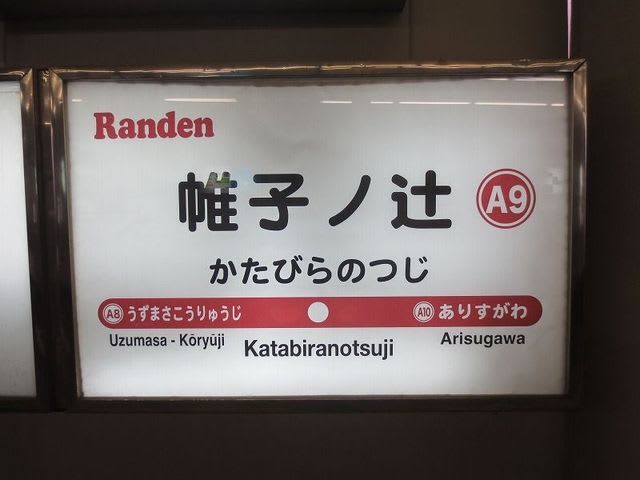 Randen
帷子ノ辻
A9
かたびらのつじ
A8 うずまさこうりゅうじ
A10 ありすがわ
Uzumasa - Kōryūji
Katabiranotsuji
Arisugawa